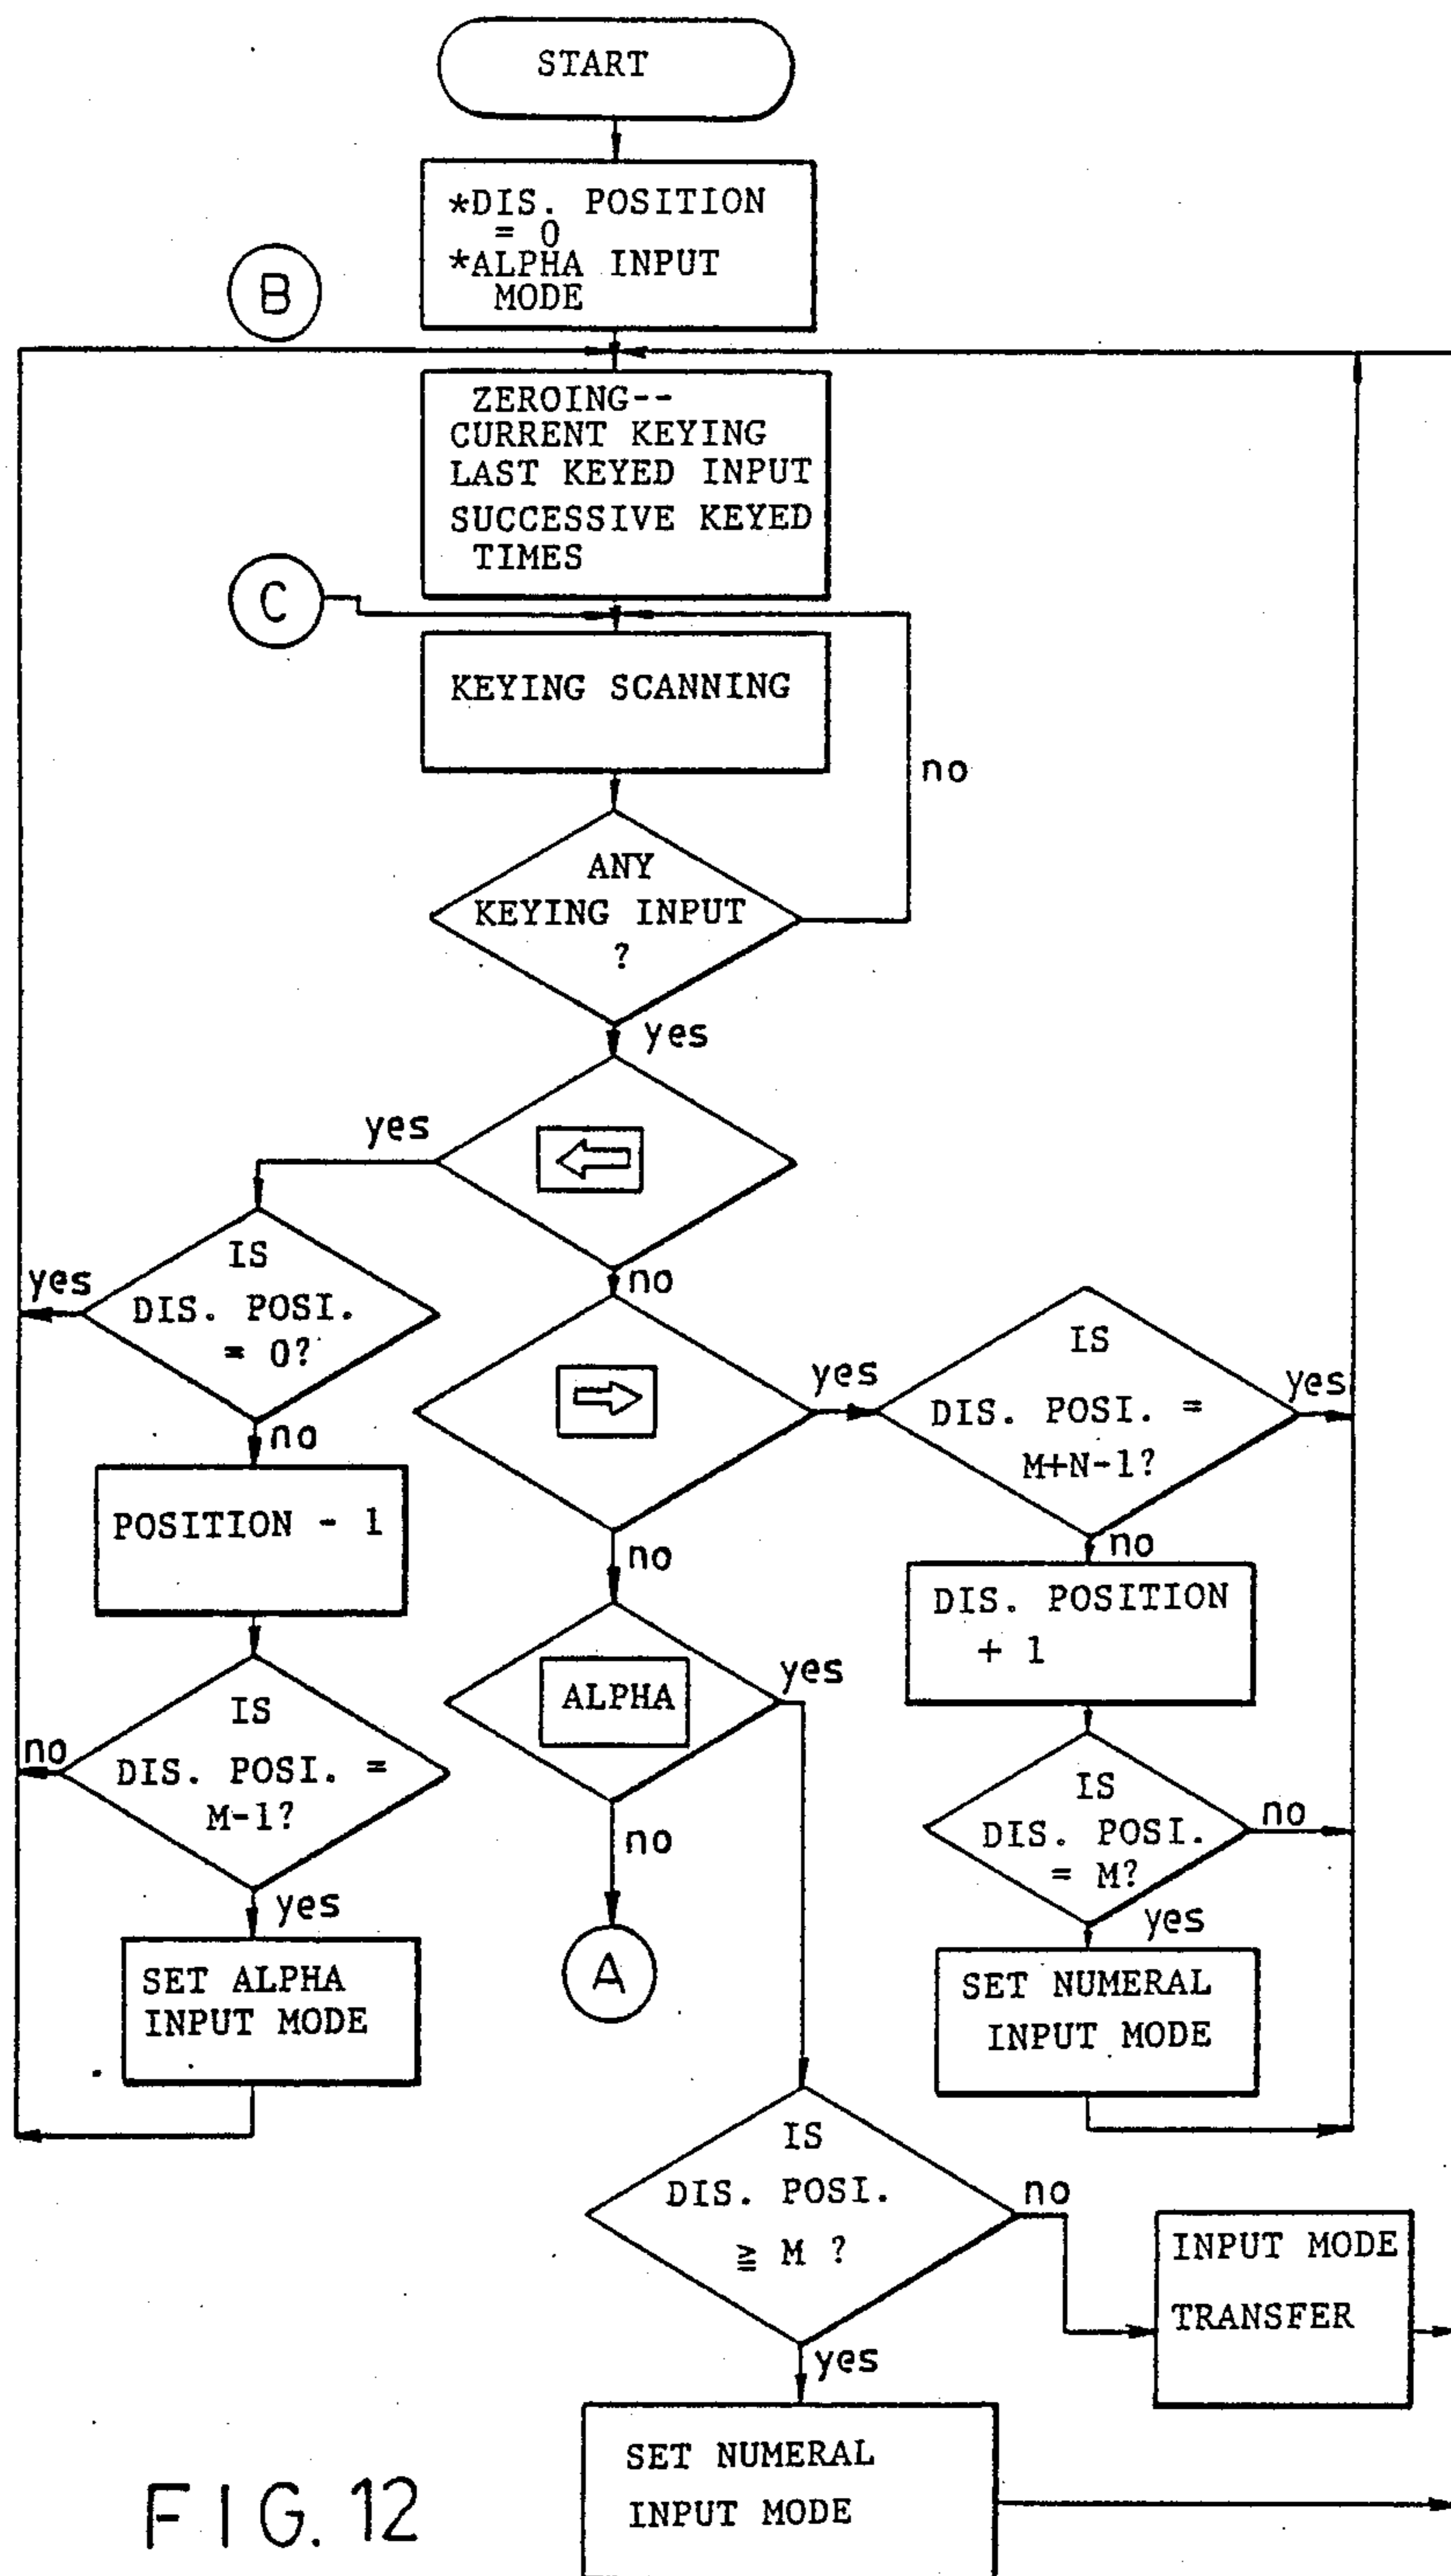 START
*DIS. POSITION
= 0
*ALPHA INPUT
MODE
B
ZEROING--
CURRENT KEYING
LAST KEYED INPUT
SUCCESSIVE KEYED
TIMES
C
KEYING SCANNING
no
ANY
KEYING INPUT
?
yes
yes
no
IS
DIS. POSI.
= 0?
yes
no
yes
IS
DIS. POSI. =
M+N-1?
yes
no
POSITION - 1
no
DIS. POSITION
+ 1
ALPHA
yes
no
IS
DIS. POSI. =
M-1?
no
yes
IS
DIS. POSI.
= M?
no
yes
A
SET ALPHA
INPUT MODE
SET NUMERAL
INPUT MODE
IS
DIS. POSI.
≧ M ?
no
yes
INPUT MODE
TRANSFER
SET NUMERAL
INPUT MODE
FIG. 12